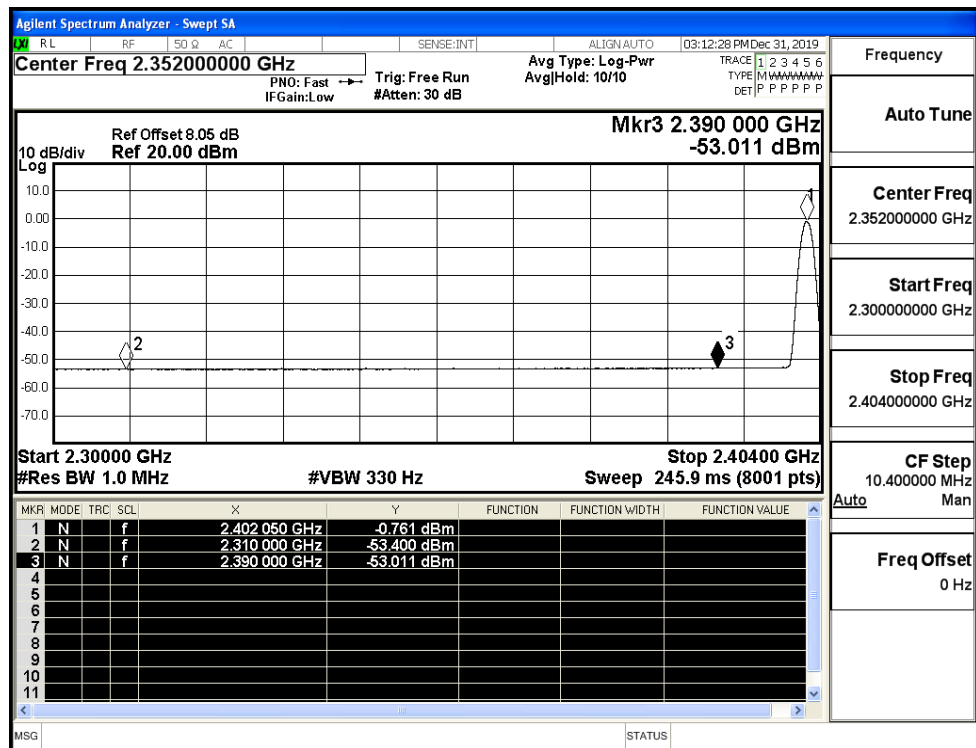 Agilent Spectrum Analyzer - Swept SA
LXI RL RF 50 Ω AC SENSE:INT ALIGN AUTO 03:12:28 PM Dec 31, 2019
Center Freq 2.352000000 GHz
PNO: Fast
IFGain:Low
Trig: Free Run
#Atten: 30 dB
Avg Type: Log-Pwr
Avg|Hold: 10/10
TRACE 1 2 3 4 5 6
TYPE M WWWWW
DET P P P P P P
Mkr3 2.390 000 GHz
-53.011 dBm
Ref Offset 8.05 dB
10 dB/div Ref 20.00 dBm
Log
10.0
0.00
-10.0
-20.0
-30.0
-40.0
-50.0
-60.0
-70.0
1
2
3
Start 2.30000 GHz Stop 2.40400 GHz
#Res BW 1.0 MHz #VBW 330 Hz Sweep 245.9 ms (8001 pts)
MKR MODE TRC SCL X Y FUNCTION FUNCTION WIDTH FUNCTION VALUE
1 N f 2.402 050 GHz -0.761 dBm
2 N f 2.310 000 GHz -53.400 dBm
3 N f 2.390 000 GHz -53.011 dBm
4
5
6
7
8
9
10
11
MSG STATUS
Frequency
Auto Tune
Center Freq
2.352000000 GHz
Start Freq
2.300000000 GHz
Stop Freq
2.404000000 GHz
CF Step
10.400000 MHz
Auto Man
Freq Offset
0 Hz